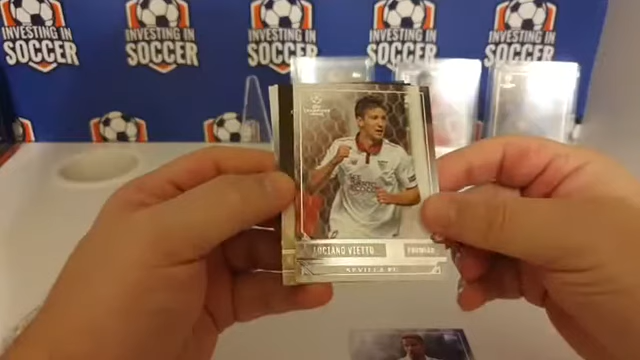 INVESTING IN
SOCCER
INVESTING IN
SOCCER
INVESTING IN
SOCCER
INVESTING IN
SOCCER
INVESTING IN
SOCCER
LUCIANO VIETTO
FORWARD
SEVILLA FC